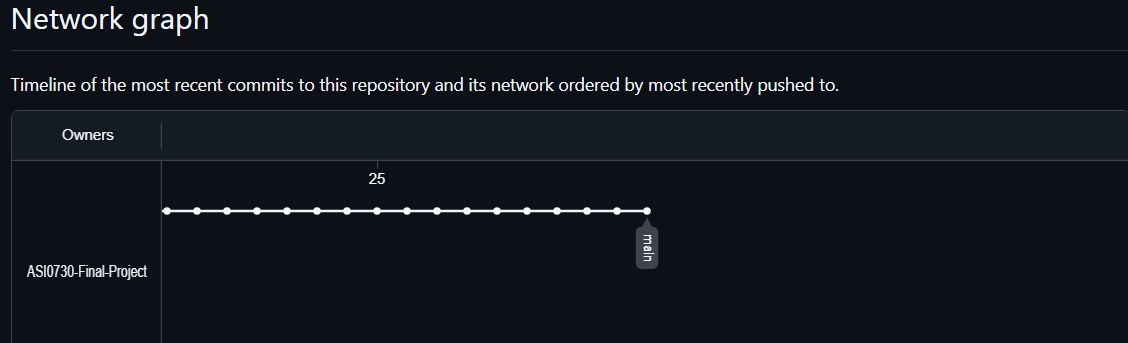 Network graph
Timeline of the most recent commits to this repository and its network ordered by most recently pushed to.
Owners
25
main
ASI0730-Final-Project